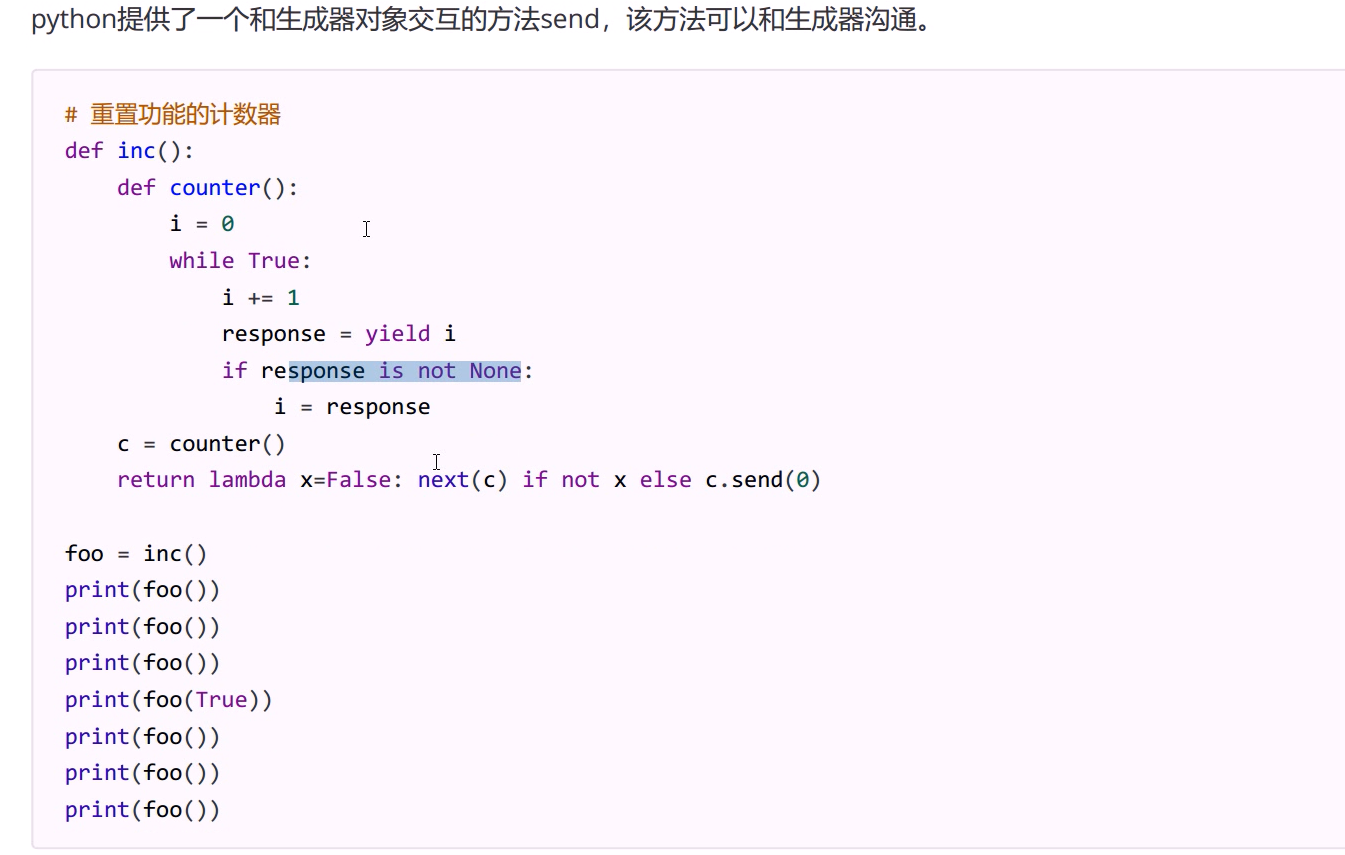 python提供了一个和生成器对象交互的方法send，该方法可以和生成器沟通。
# 重置功能的计数器
def inc():
    def counter():
        i = 0
        while True:
            i += 1
            response = yield i
            if response is not None:
                i = response
    c = counter()
    return lambda x=False: next(c) if not x else c.send(0)

foo = inc()
print(foo())
print(foo())
print(foo())
print(foo(True))
print(foo())
print(foo())
print(foo())